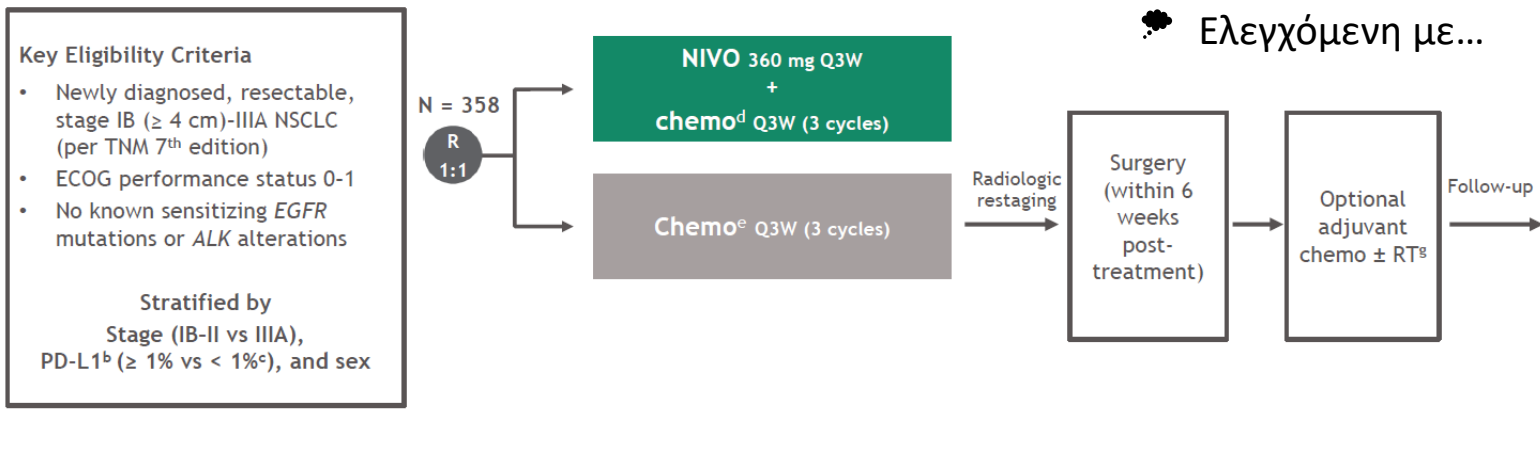 Ελεγχόμενη με…
Key Eligibility Criteria
• Newly diagnosed, resectable,
stage IB (≥ 4 cm)–IIIA NSCLC
(per TNM 7th edition)
• ECOG performance status 0–1
• No known sensitizing EGFR
mutations or ALK alterations
Stratified by
Stage (IB–II vs IIIA),
PD-L1ᵇ (≥ 1% vs < 1%ᶜ), and sex
N = 358
R
1:1
NIVO 360 mg Q3W
+
chemoᵈ Q3W (3 cycles)
Chemoᵉ Q3W (3 cycles)
Radiologic
restaging
Surgery
(within 6
weeks
post-
treatment)
Optional
adjuvant
chemo ± RTᵍ
Follow-up